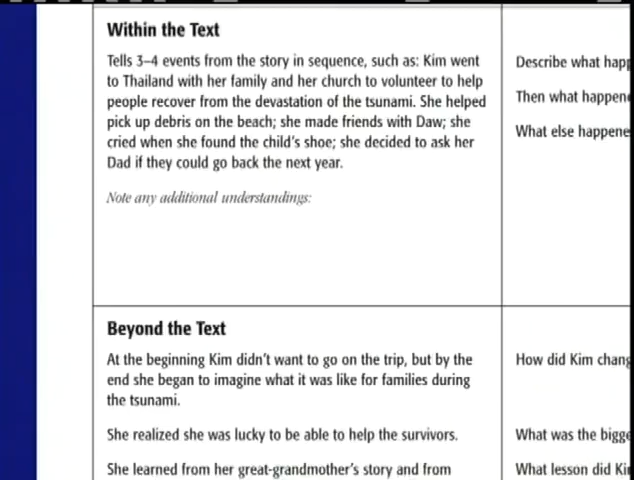 Within the Text
Tells 3–4 events from the story in sequence, such as: Kim went
to Thailand with her family and her church to volunteer to help
people recover from the devastation of the tsunami. She helped
pick up debris on the beach; she made friends with Daw; she
cried when she found the child's shoe; she decided to ask her
Dad if they could go back the next year.
Note any additional understandings:
Describe what
Then what
What else
Beyond the Text
At the beginning Kim didn't want to go on the trip, but by the
end she began to imagine what it was like for families during
the tsunami.
She realized she was lucky to be able to help the survivors.
She learned from her great-grandmother's story and from
How did Kim
What was the
What lesson did